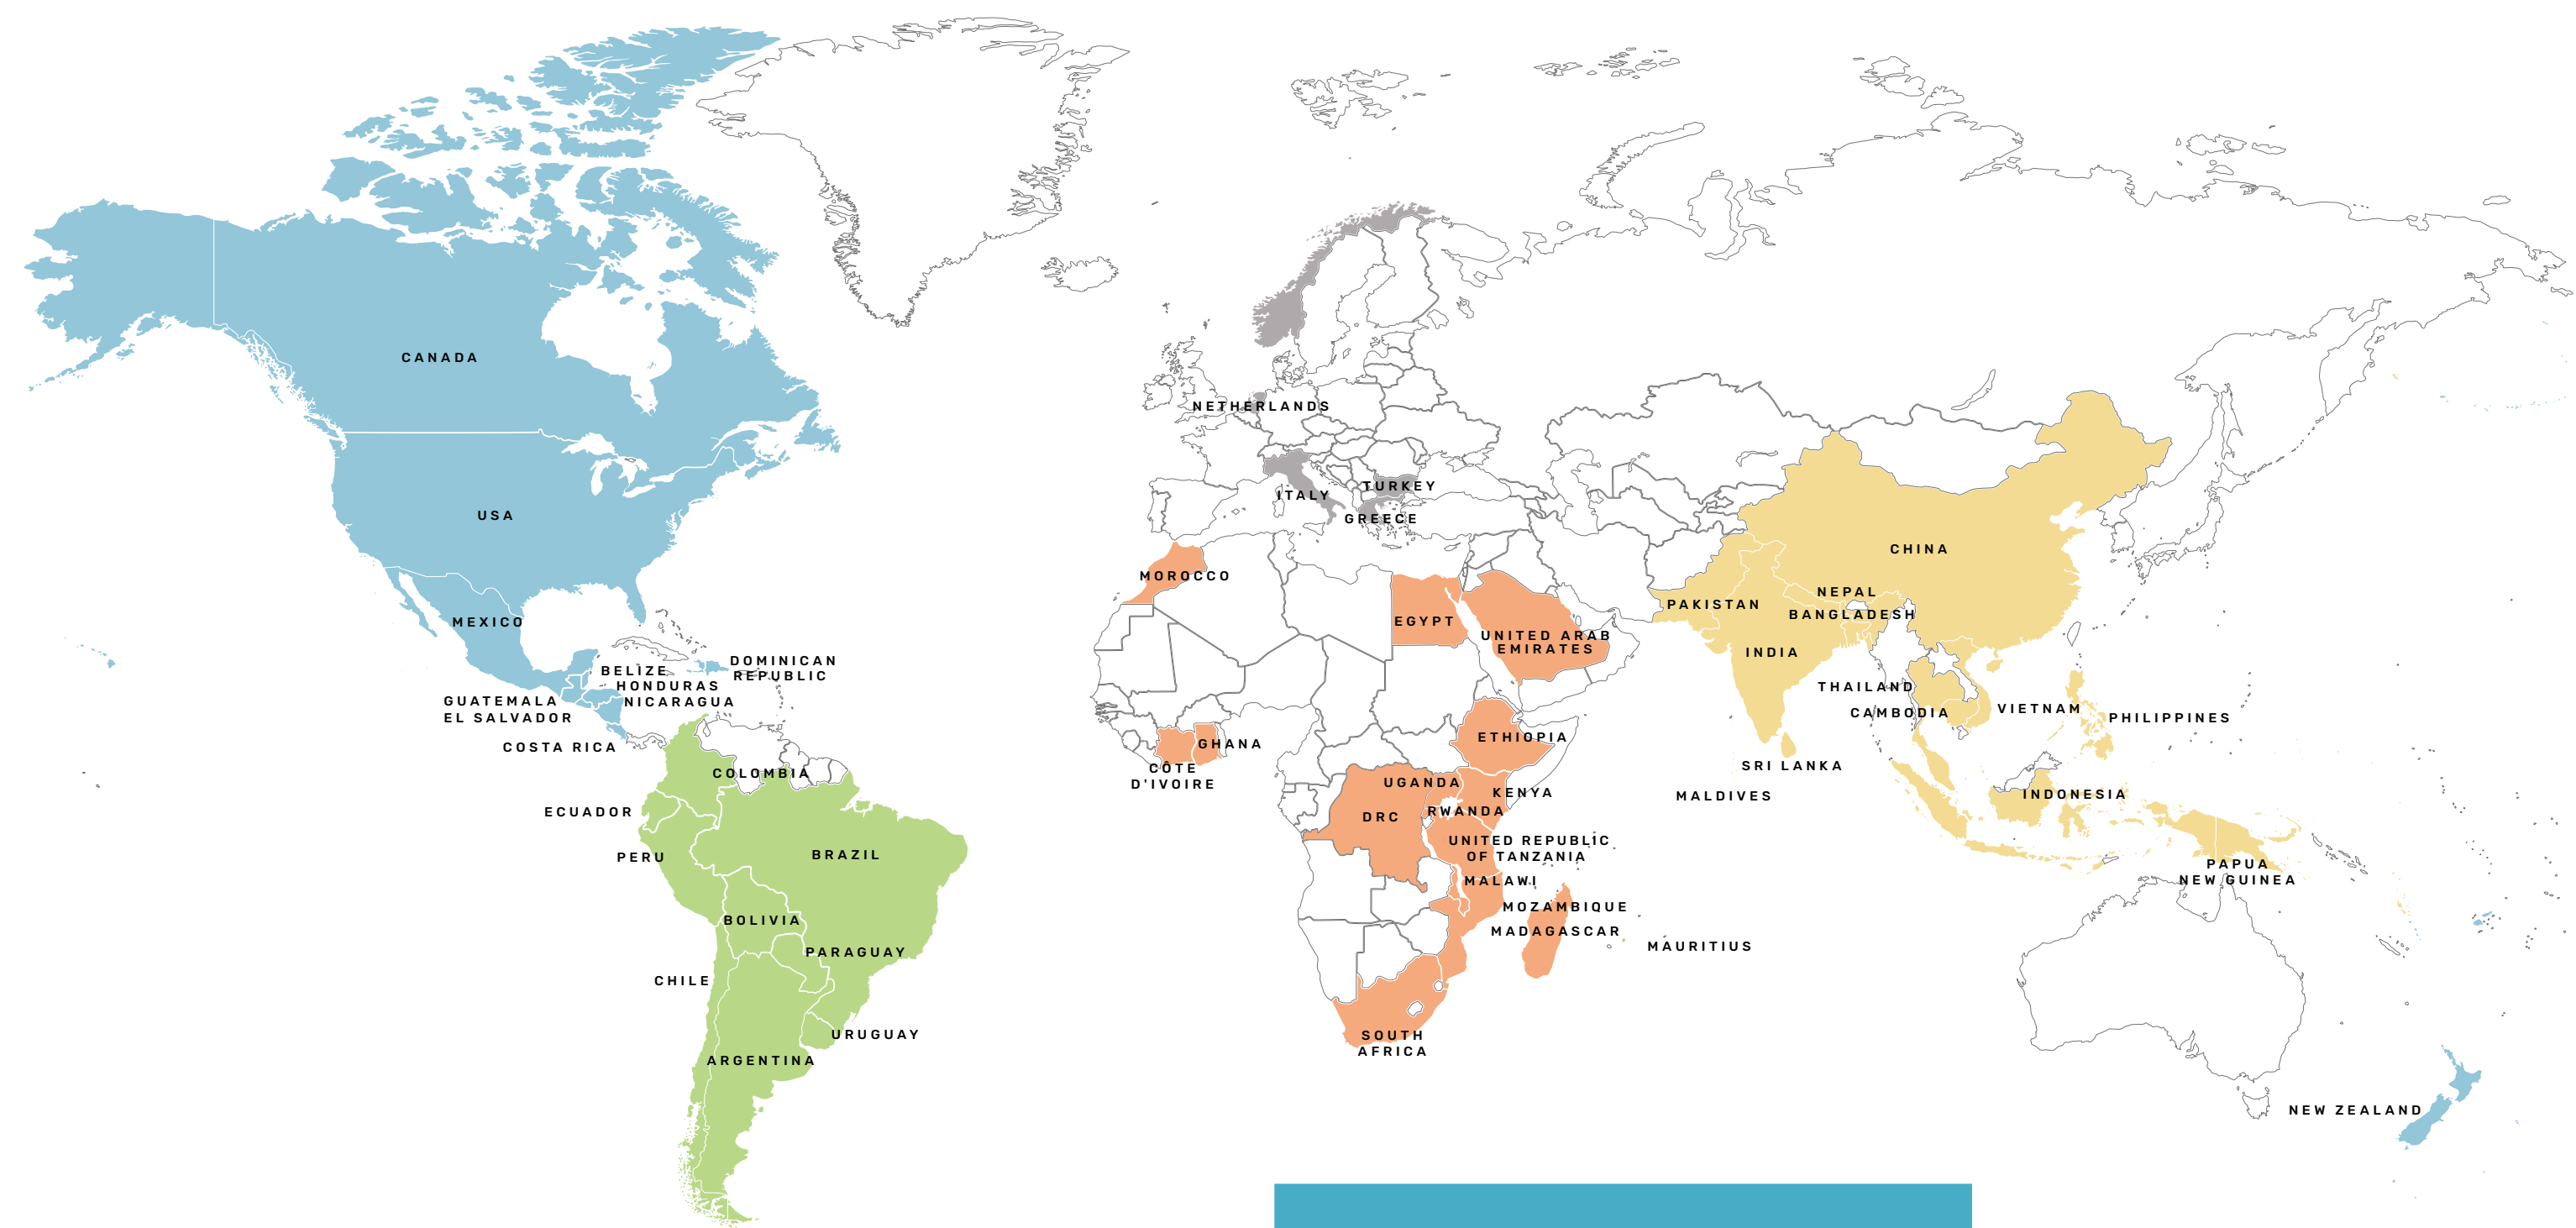 CANADA
USA
MEXICO
BELIZE
HONDURAS
NICARAGUA
DOMINICAN
REPUBLIC
GUATEMALA
EL SALVADOR
COSTA RICA
COLOMBIA
ECUADOR
PERU
BRAZIL
BOLIVIA
PARAGUAY
CHILE
URUGUAY
ARGENTINA
NETHERLANDS
ITALY
TURKEY
GREECE
MOROCCO
EGYPT
UNITED ARAB
EMIRATES
GHANA
CÔTE
D'IVOIRE
ETHIOPIA
UGANDA
KENYA
RWANDA
DRC
UNITED REPUBLIC
OF TANZANIA
MALAWI
MOZAMBIQUE
MADAGASCAR
MAURITIUS
SOUTH
AFRICA
CHINA
NEPAL
PAKISTAN
BANGLADESH
INDIA
THAILAND
CAMBODIA
VIETNAM
PHILIPPINES
SRI LANKA
MALDIVES
INDONESIA
PAPUA
NEW GUINEA
NEW ZEALAND